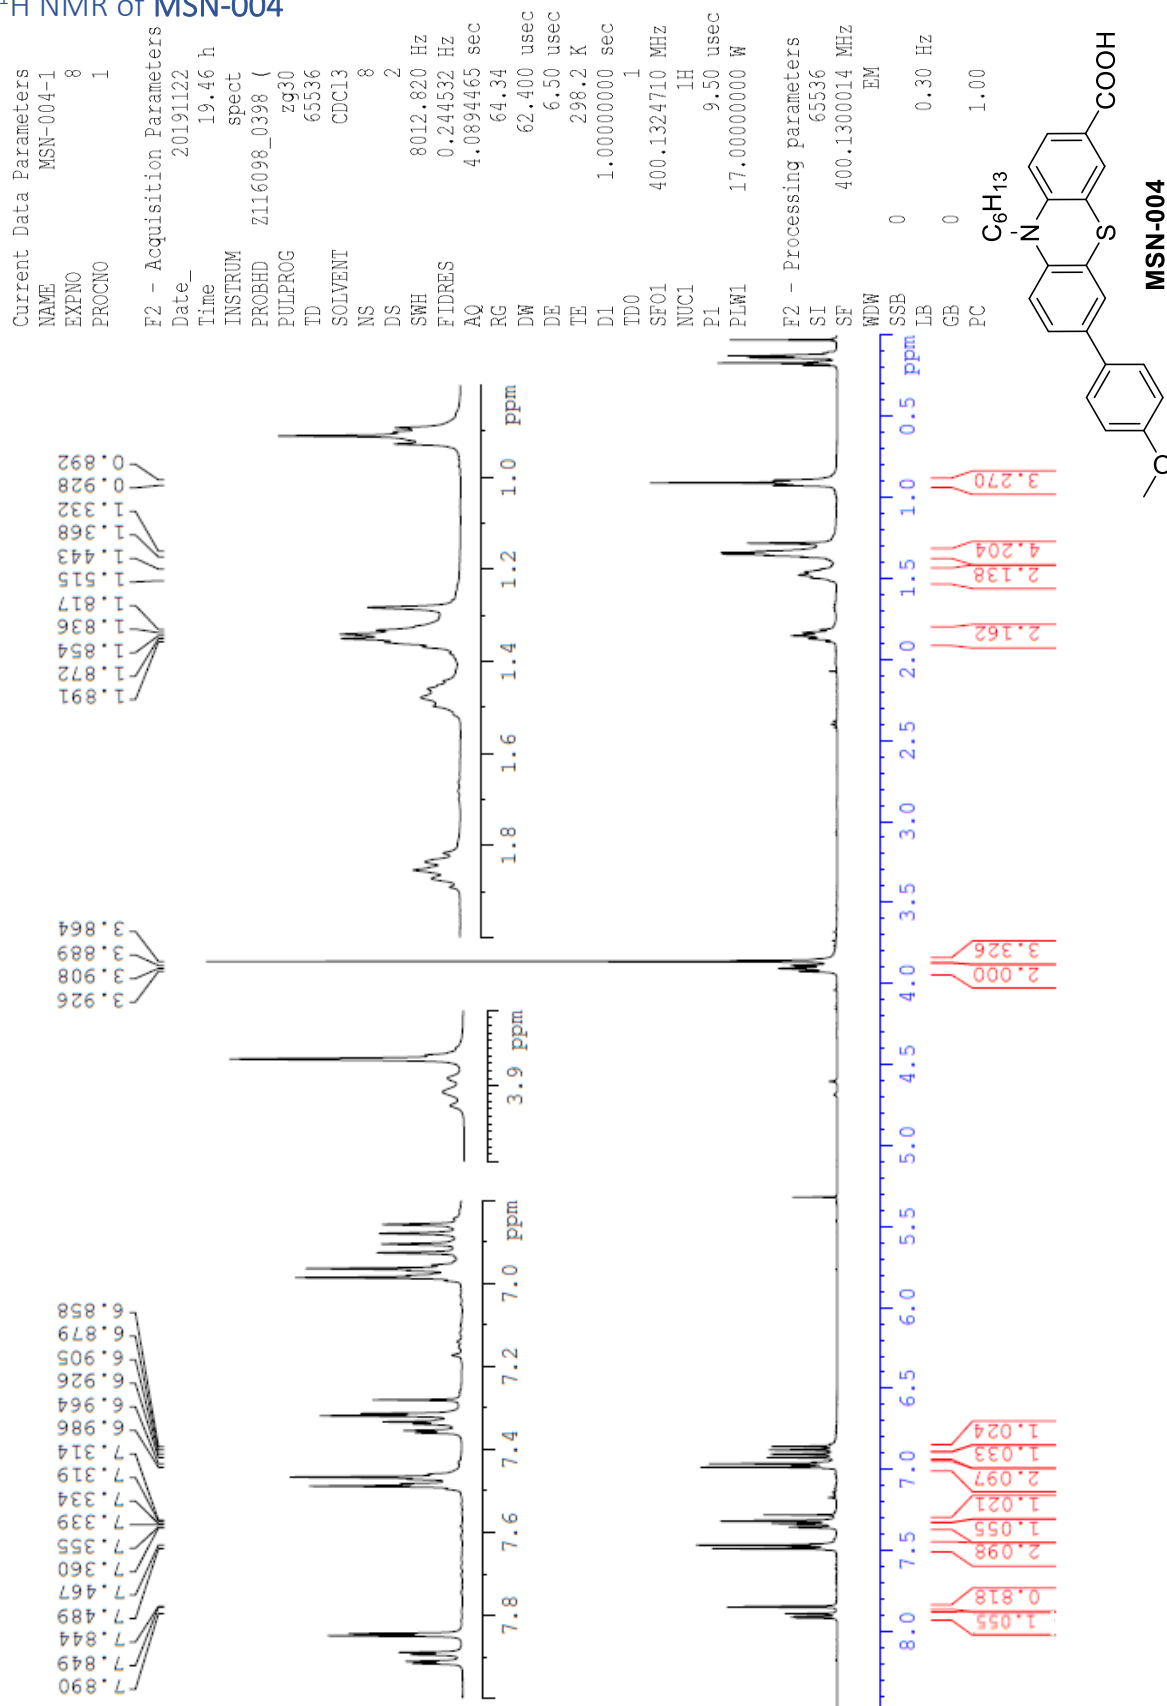 ¹H NMR of MSN-004
Current Data Parameters
NAME MSN-004-1
EXPNO 8
PROCNO 1
F2 - Acquisition Parameters
Date_ 20191122
Time 19.46 h
INSTRUM spect
PROBHD Z116098_0398 (
PULPROG zg30
TD 65536
SOLVENT CDCl3
NS 8
DS 2
SWH 8012.820 Hz
FIDRES 0.244532 Hz
AQ 4.0894465 sec
RG 64.34
DW 62.400 usec
DE 6.50 usec
TE 298.2 K
D1 1.00000000 sec
TD0 1
SFO1 400.1324710 MHz
NUC1 1H
P1 9.50 usec
PLW1 17.00000000 W
F2 - Processing parameters
SI 65536
SF 400.1300014 MHz
WDW EM
SSB 0
LB 0.30 Hz
GB 0
PC 1.00
7.890
7.849
7.844
7.489
7.467
7.360
7.355
7.339
7.334
7.319
7.314
6.986
6.964
6.926
6.905
6.879
6.858
3.926
3.908
3.889
3.864
1.891
1.872
1.854
1.836
1.817
1.515
1.443
1.368
1.332
0.928
0.892
7.8 7.6 7.4 7.2 7.0 ppm
3.9 ppm
1.8 1.6 1.4 1.2 1.0 ppm
8.0 7.5 7.0 6.5 6.0 5.5 5.0 4.5 4.0 3.5 3.0 2.5 2.0 1.5 1.0 0.5 ppm
1.055
0.818
2.098
1.055
1.021
2.097
1.033
1.024
2.000
3.326
2.162
2.138
4.204
3.270
C6H13
N
S
COOH
O
MSN-004